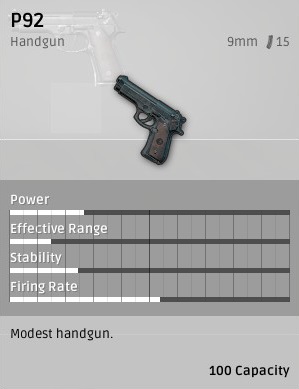 P92
Handgun 9mm 15
Power
Effective Range
Stability
Firing Rate
Modest handgun.
100 Capacity